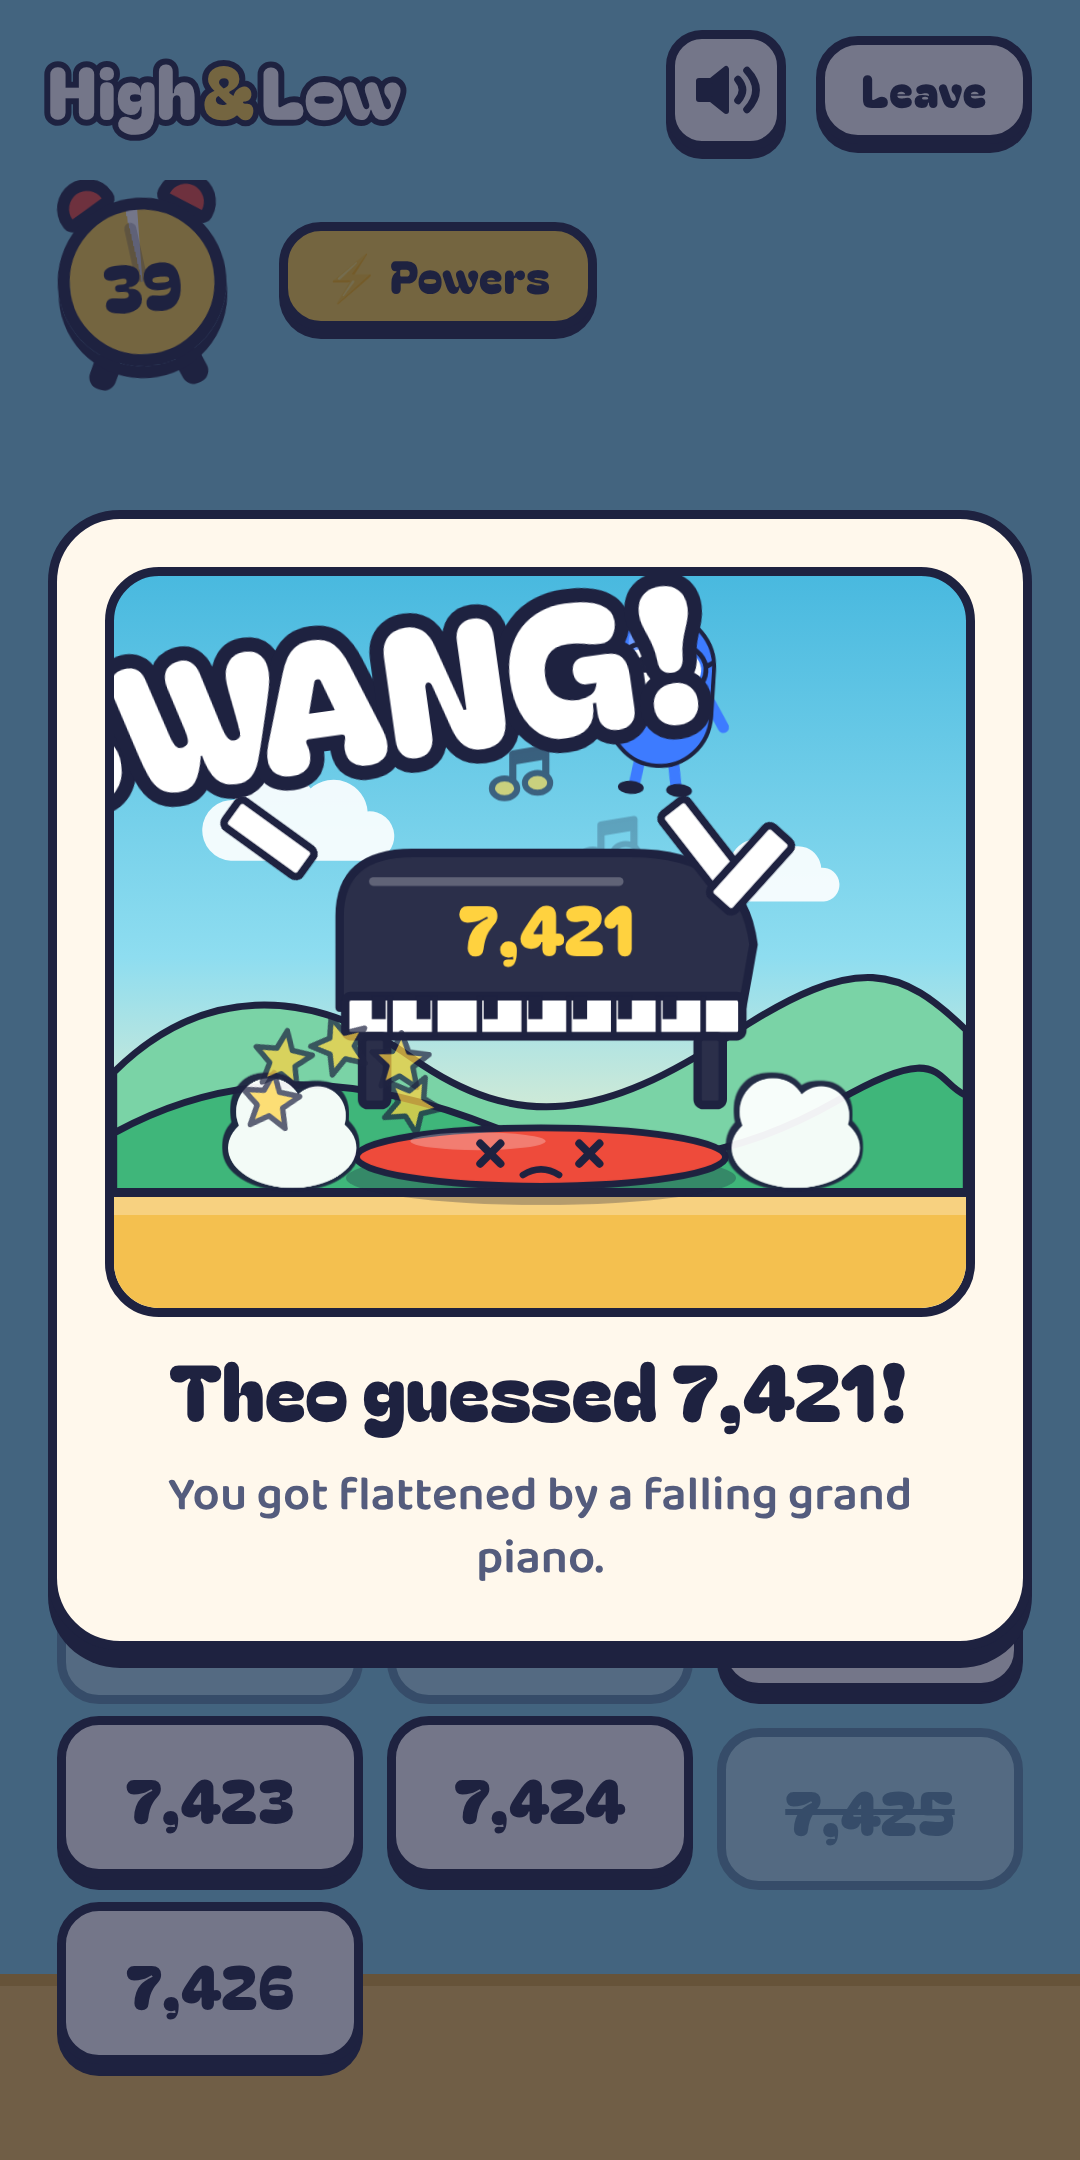 High&Low
Leave
39
⚡ Powers
WANG!
7,421
Theo guessed 7,421!
You got flattened by a falling grand
piano.
7,423
7,424
7,425
7,426